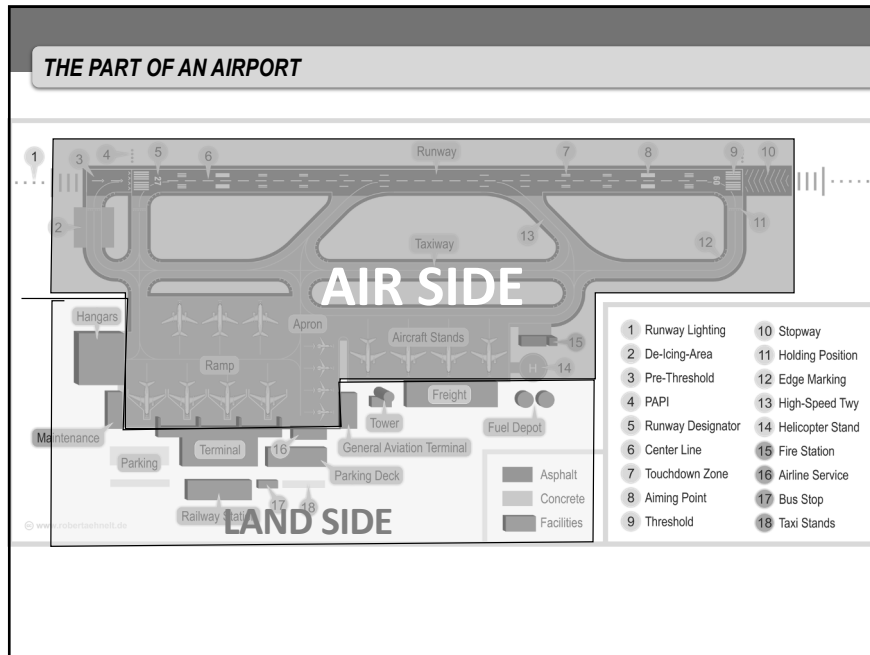 THE PART OF AN AIRPORT
1
3
4
5
6
Runway
7
8
9
10
27
09
2
13
12
11
Taxiway
AIR SIDE
Hangars
Apron
Aircraft Stands
15
Ramp
H
14
Freight
Tower
Fuel Depot
Maintenance
General Aviation Terminal
Terminal
16
Parking
Parking Deck
Railway Station
17
18
LAND SIDE
www.robertaehnelt.de
Asphalt
Concrete
Facilities
1 Runway Lighting
2 De-Icing-Area
3 Pre-Threshold
4 PAPI
5 Runway Designator
6 Center Line
7 Touchdown Zone
8 Aiming Point
9 Threshold
10 Stopway
11 Holding Position
12 Edge Marking
13 High-Speed Twy
14 Helicopter Stand
15 Fire Station
16 Airline Service
17 Bus Stop
18 Taxi Stands